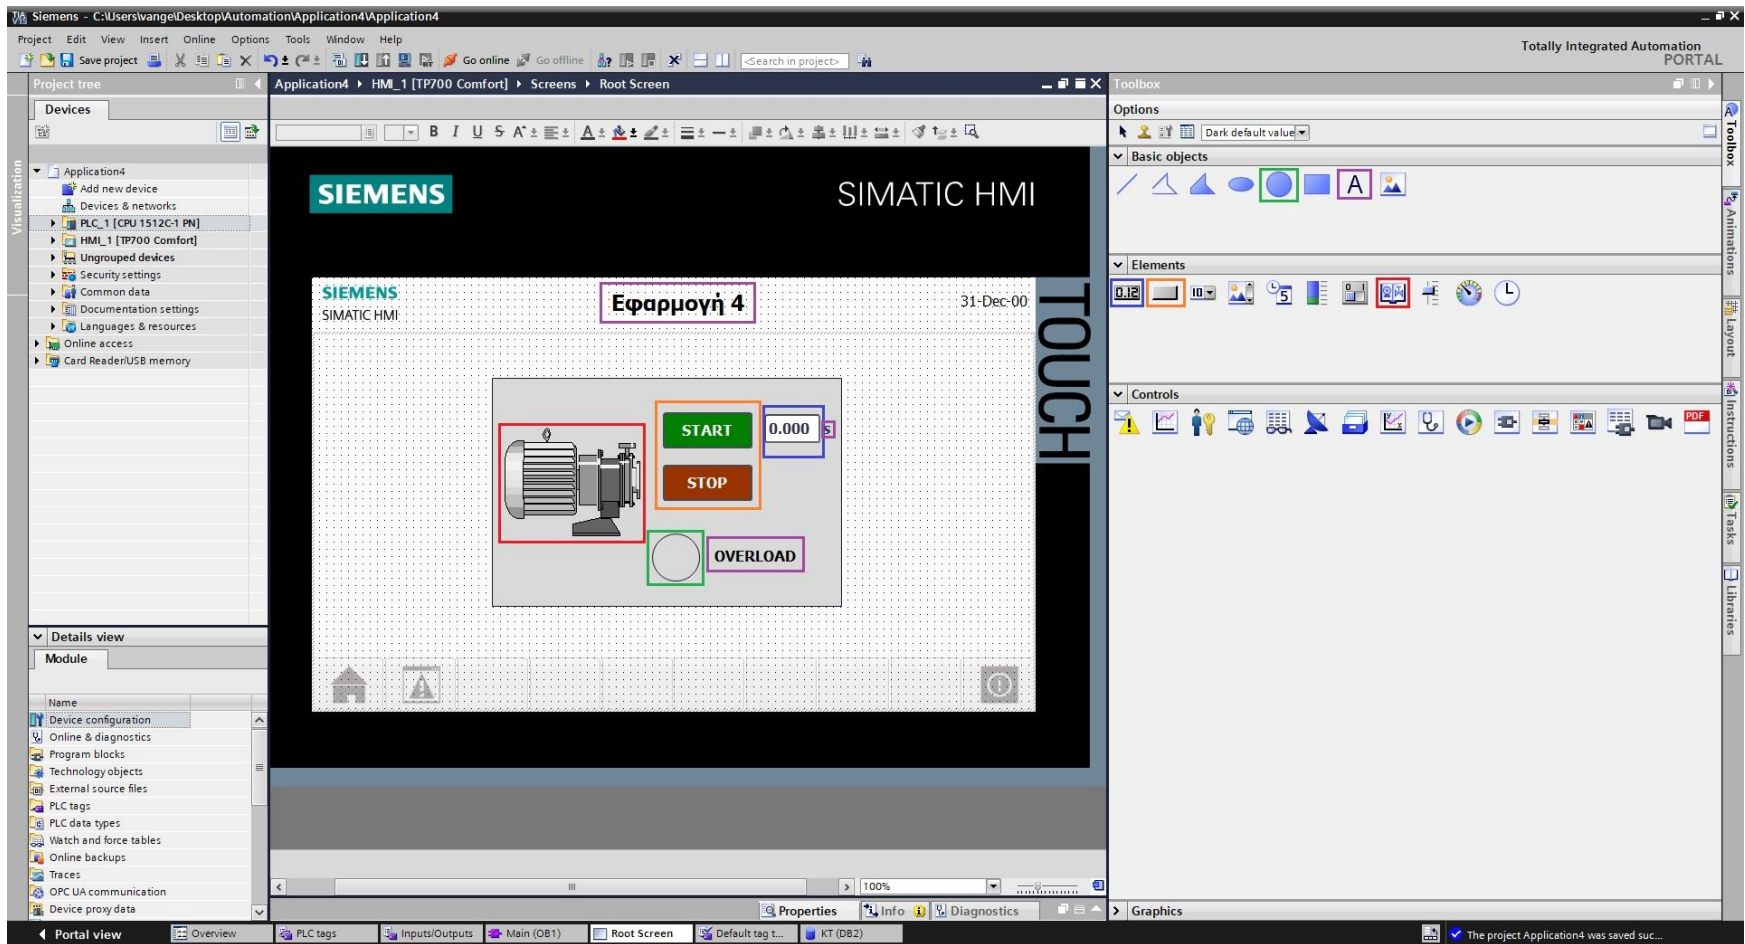 Siemens - C:\Users\vange\Desktop\Automation\Application4\Application4
Project Edit View Insert Online Options Tools Window Help
Totally Integrated Automation
PORTAL
Save project Go online Go offline <Search in project>
Project tree
Devices
Visualization
Application4
Add new device
Devices & networks
PLC_1 [CPU 1512C-1 PN]
HMI_1 [TP700 Comfort]
Ungrouped devices
Security settings
Common data
Documentation settings
Languages & resources
Online access
Card Reader/USB memory
Details view
Module
Name
Device configuration
Online & diagnostics
Program blocks
Technology objects
External source files
PLC tags
PLC data types
Watch and force tables
Online backups
Traces
OPC UA communication
Device proxy data
Application4 HMI_1 [TP700 Comfort] Screens Root Screen
B I U S A
SIEMENS
SIMATIC HMI
SIEMENS
SIMATIC HMI
Εφαρμογή 4
31-Dec-00
TOUCH
START
0.000 s
STOP
OVERLOAD
100%
Properties Info Diagnostics
Toolbox
Options
Dark default value
Basic objects
A
Elements
0.12
10
5
Controls
PDF
Graphics
Toolbox
Animations
Layout
Instructions
Tasks
Libraries
Portal view Overview PLC tags Inputs/Outputs Main (OB1) Root Screen Default tag t... KT (DB2)
The project Application4 was saved suc...